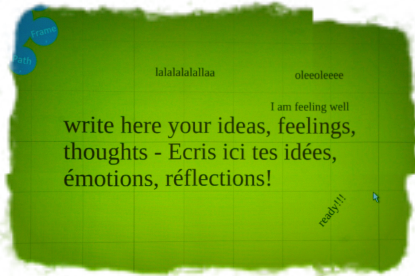 Frame
Path
lalalalalallaa
oleeoleeee
I am feeling well
write here your ideas, feelings,
thoughts - Ecris ici tes idées,
émotions, réflections!
ready!!!